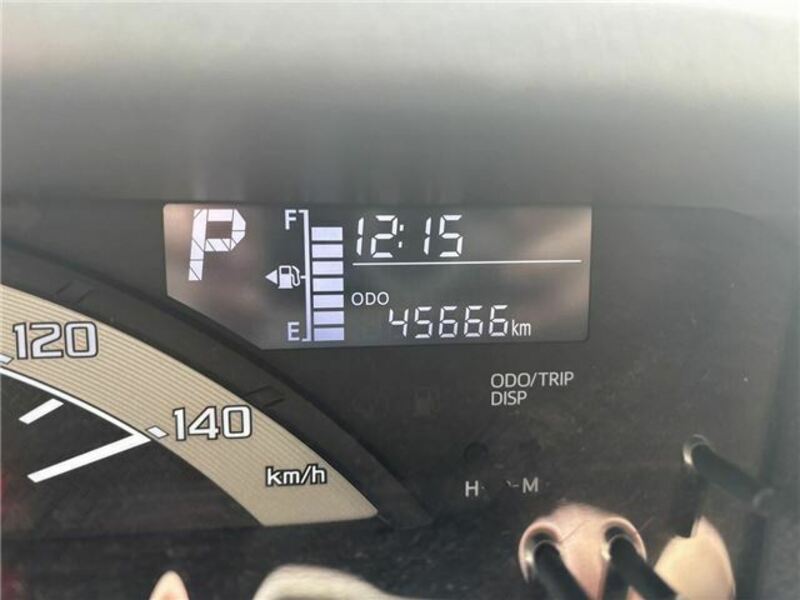 P
F
12:15
ODO
45666km
E
120
140
km/h
ODO/TRIP
DISP
H
M